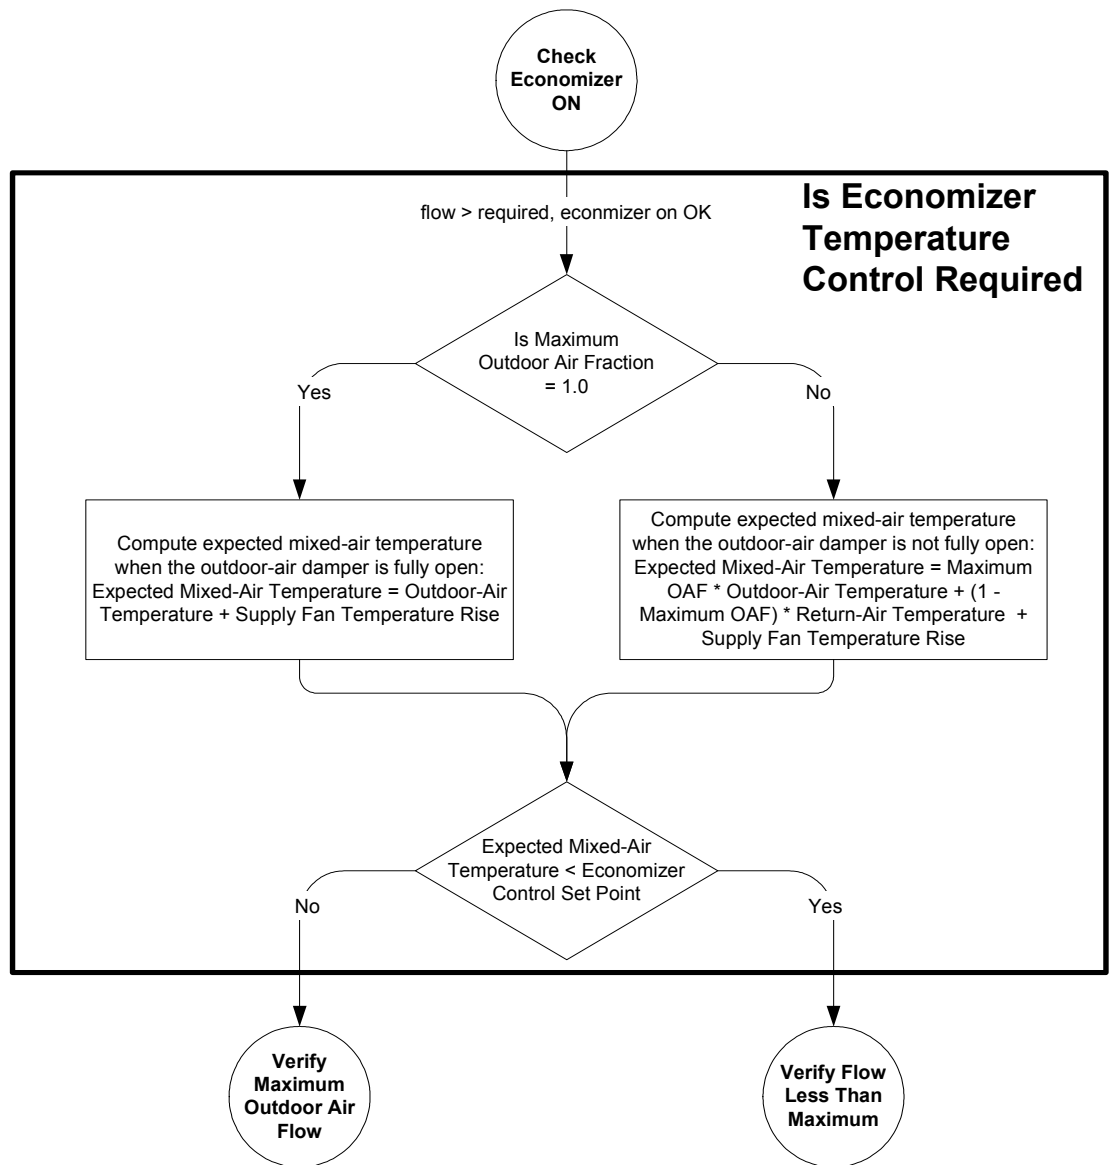 Check
Economizer
ON
Is Economizer
Temperature
Control Required
flow > required, econmizer on OK
Is Maximum
Outdoor Air Fraction
= 1.0
Yes
No
Compute expected mixed-air temperature
when the outdoor-air damper is fully open:
Expected Mixed-Air Temperature = Outdoor-Air
Temperature + Supply Fan Temperature Rise
Compute expected mixed-air temperature
when the outdoor-air damper is not fully open:
Expected Mixed-Air Temperature = Maximum
OAF * Outdoor-Air Temperature + (1 -
Maximum OAF) * Return-Air Temperature +
Supply Fan Temperature Rise
Expected Mixed-Air
Temperature < Economizer
Control Set Point
No
Yes
Verify
Maximum
Outdoor Air
Flow
Verify Flow
Less Than
Maximum